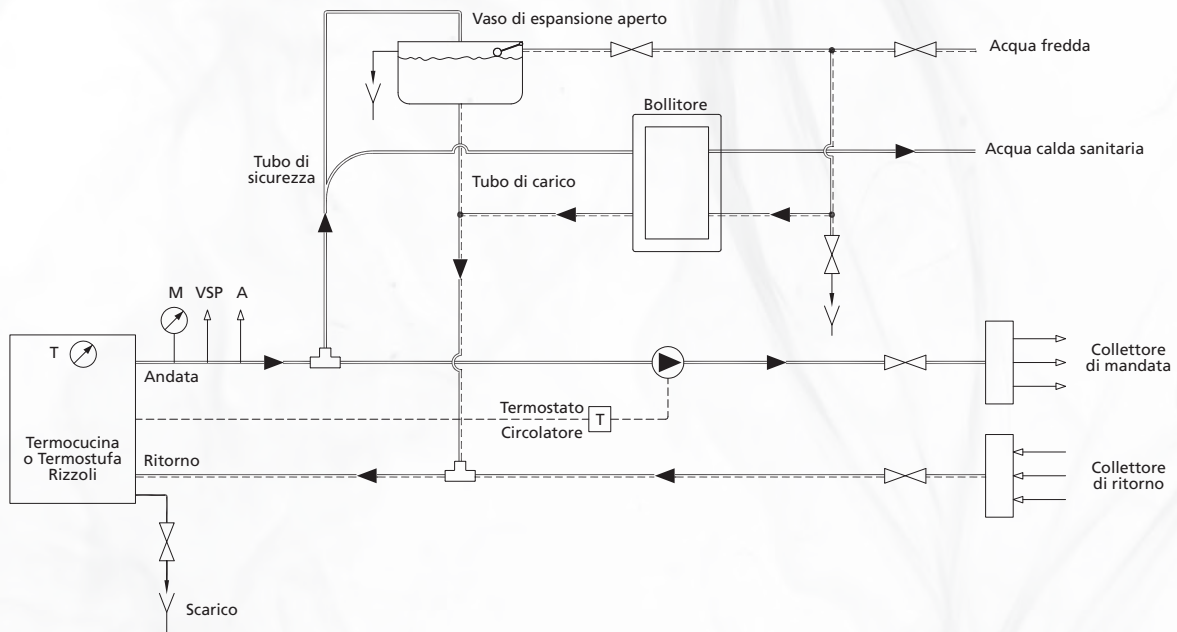 Vaso di espansione aperto
Acqua fredda
Bollitore
Acqua calda sanitaria
Tubo di
sicurezza
Tubo di carico
M VSP A
T
Andata
Collettore
di mandata
Termostato
T
Circolatore
Termocucina
o Termostufa
Rizzoli
Ritorno
Collettore
di ritorno
Scarico